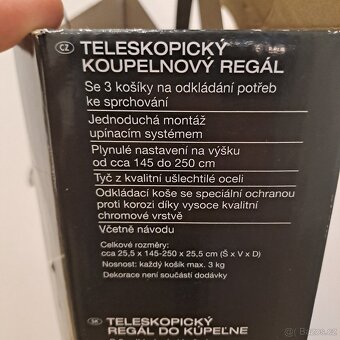 CZ TELESKOPICKÝ
KOUPELNOVÝ REGÁL
Se 3 košíky na odkládání potřeb
ke sprchování
Jednoduchá montáž
upínacím systémem
Plynulé nastavení na výšku
od cca 145 do 250 cm
Tyč z kvalitní ušlechtilé oceli
Odkládací koše se speciální ochranou
proti korozi díky vysoce kvalitní
chromové vrstvě
Včetně návodu
Celkové rozměry:
cca 25,5 x 145-250 x 25,5 cm (Š x V x D)
Nosnost: každý košík max. 3 kg
Dekorace není součástí dodávky
SK TELESKOPICKÝ
REGÁL DO KÚPEĽNE